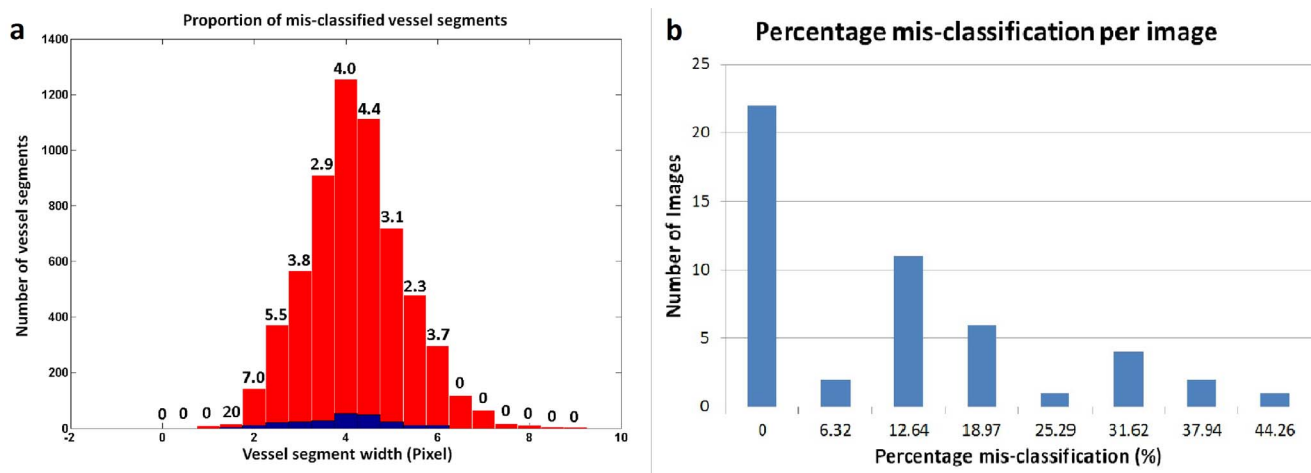 a
Proportion of mis-classified vessel segments
1400
1200
1000
800
600
400
200
0
Number of vessel segments
0 0 0 20 7.0 5.5 3.8 2.9 4.0 4.4 3.1 2.3 3.7 0 0 0 0 0 0
-2 0 2 4 6 8 10
Vessel segment width (Pixel)
b
Percentage mis-classification per image
25
20
15
10
5
0
Number of Images
0 6.32 12.64 18.97 25.29 31.62 37.94 44.26
Percentage mis-classification (%)